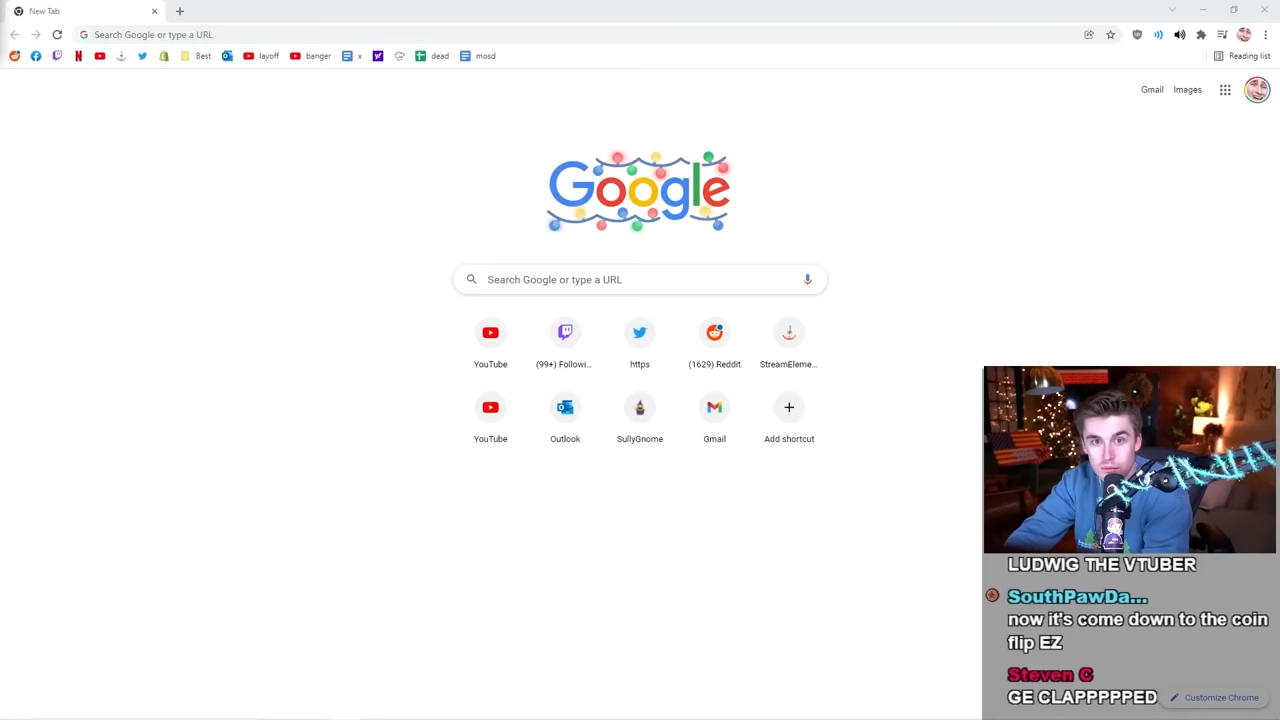 New Tab
Search Google or type a URL
Best
layoff
banger
x
dead
mosd
Reading list
Gmail
Images
Google
Search Google or type a URL
YouTube
(99+) Followi...
https
(1629) Reddit
StreamEleme...
YouTube
Outlook
SullyGnome
Gmail
Add shortcut
LUDWIG THE VTUBER
SouthPawDa...
now it's come down to the coin
flip EZ
Steven C
GE CLAPPPPPED
Customize Chrome